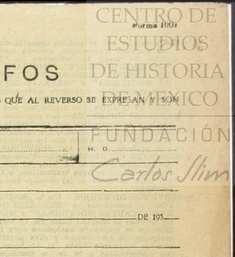 Forma 1001
CENTRO DE
ESTUDIOS
DE HISTORIA
DE MEXICO
FOS
QUE AL REVERSO SE EXPRESAN Y SON
FUNDACIÓN
H. O.
Carlos Slim
DE 193